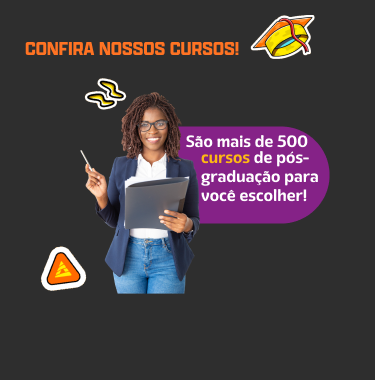 CONFIRA NOSSOS CURSOS!
São mais de 500
cursos de pós-
graduação para
você escolher!